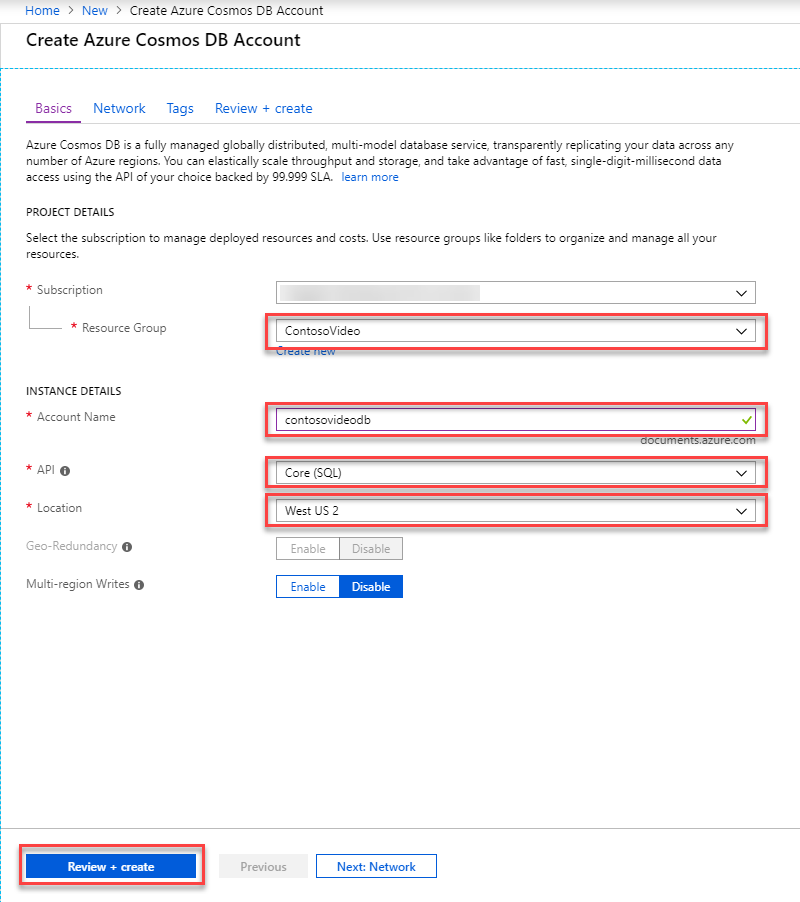 Home > New > Create Azure Cosmos DB Account
Create Azure Cosmos DB Account
Basics Network Tags Review + create
Azure Cosmos DB is a fully managed globally distributed, multi-model database service, transparently replicating your data across any
number of Azure regions. You can elastically scale throughput and storage, and take advantage of fast, single-digit-millisecond data
access using the API of your choice backed by 99.999 SLA. learn more
PROJECT DETAILS
Select the subscription to manage deployed resources and costs. Use resource groups like folders to organize and manage all your
resources.
* Subscription
* Resource Group ContosoVideo
Create new
INSTANCE DETAILS
* Account Name contosovideodb
documents.azure.com
* API Core (SQL)
* Location West US 2
Geo-Redundancy Enable Disable
Multi-region Writes Enable Disable
Review + create Previous Next: Network